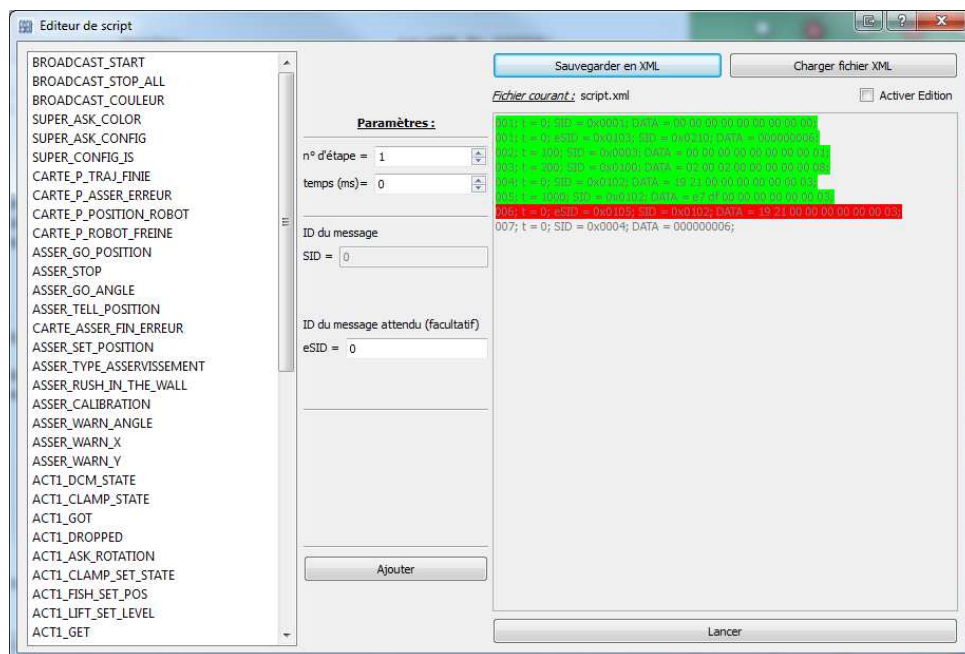 Editeur de script
BROADCAST_START
BROADCAST_STOP_ALL
BROADCAST_COULEUR
SUPER_ASK_COLOR
SUPER_ASK_CONFIG
SUPER_CONFIG_IS
CARTE_P_TRAJ_FINIE
CARTE_P_ASSER_ERREUR
CARTE_P_POSITION_ROBOT
CARTE_P_ROBOT_FREINE
ASSER_GO_POSITION
ASSER_STOP
ASSER_GO_ANGLE
ASSER_TELL_POSITION
CARTE_ASSER_FIN_ERREUR
ASSER_SET_POSITION
ASSER_TYPE_ASSERVISSEMENT
ASSER_RUSH_IN_THE_WALL
ASSER_CALIBRATION
ASSER_WARN_ANGLE
ASSER_WARN_X
ASSER_WARN_Y
ACT1_DCM_STATE
ACT1_CLAMP_STATE
ACT1_GOT
ACT1_DROPPED
ACT1_ASK_ROTATION
ACT1_CLAMP_SET_STATE
ACT1_FISH_SET_POS
ACT1_LIFT_SET_LEVEL
ACT1_GET
Paramètres :
n° d'étape = 1
temps (ms)= 0
ID du message
SID = 0
ID du message attendu (facultatif)
eSID = 0
Ajouter
Sauvegarder en XML Charger fichier XML
Fichier courant : script.xml Activer Edition
001; t = 0; SID = 0x0001; DATA = 00 00 00 00 00 00 00 00;
001; t = 0; eSID = 0x0103; SID = 0x0210; DATA = 000000006;
002; t = 100; SID = 0x0003; DATA = 00 00 00 00 00 00 00 01;
003; t = 200; SID = 0x0100; DATA = 02 00 02 00 00 00 00 08;
004; t = 0; SID = 0x0102; DATA = 19 21 00 00 00 00 00 03;
005; t = 1000; SID = 0x0102; DATA = e7 df 00 00 00 00 00 03;
006; t = 0; eSID = 0x0105; SID = 0x0102; DATA = 19 21 00 00 00 00 00 03;
007; t = 0; SID = 0x0004; DATA = 000000006;
Lancer